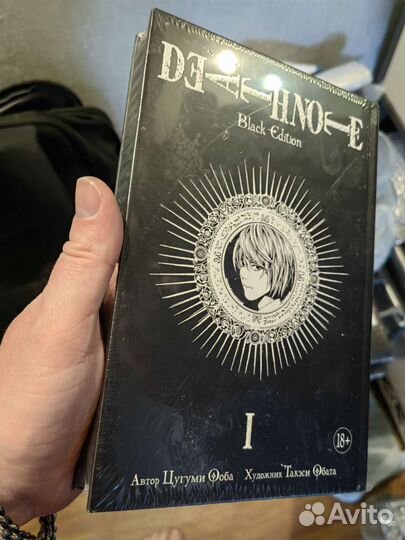 DEATH NOTE
Black Edition
I
18+
Автор Цугуми Ооба Художник Такэси Обата
Avito